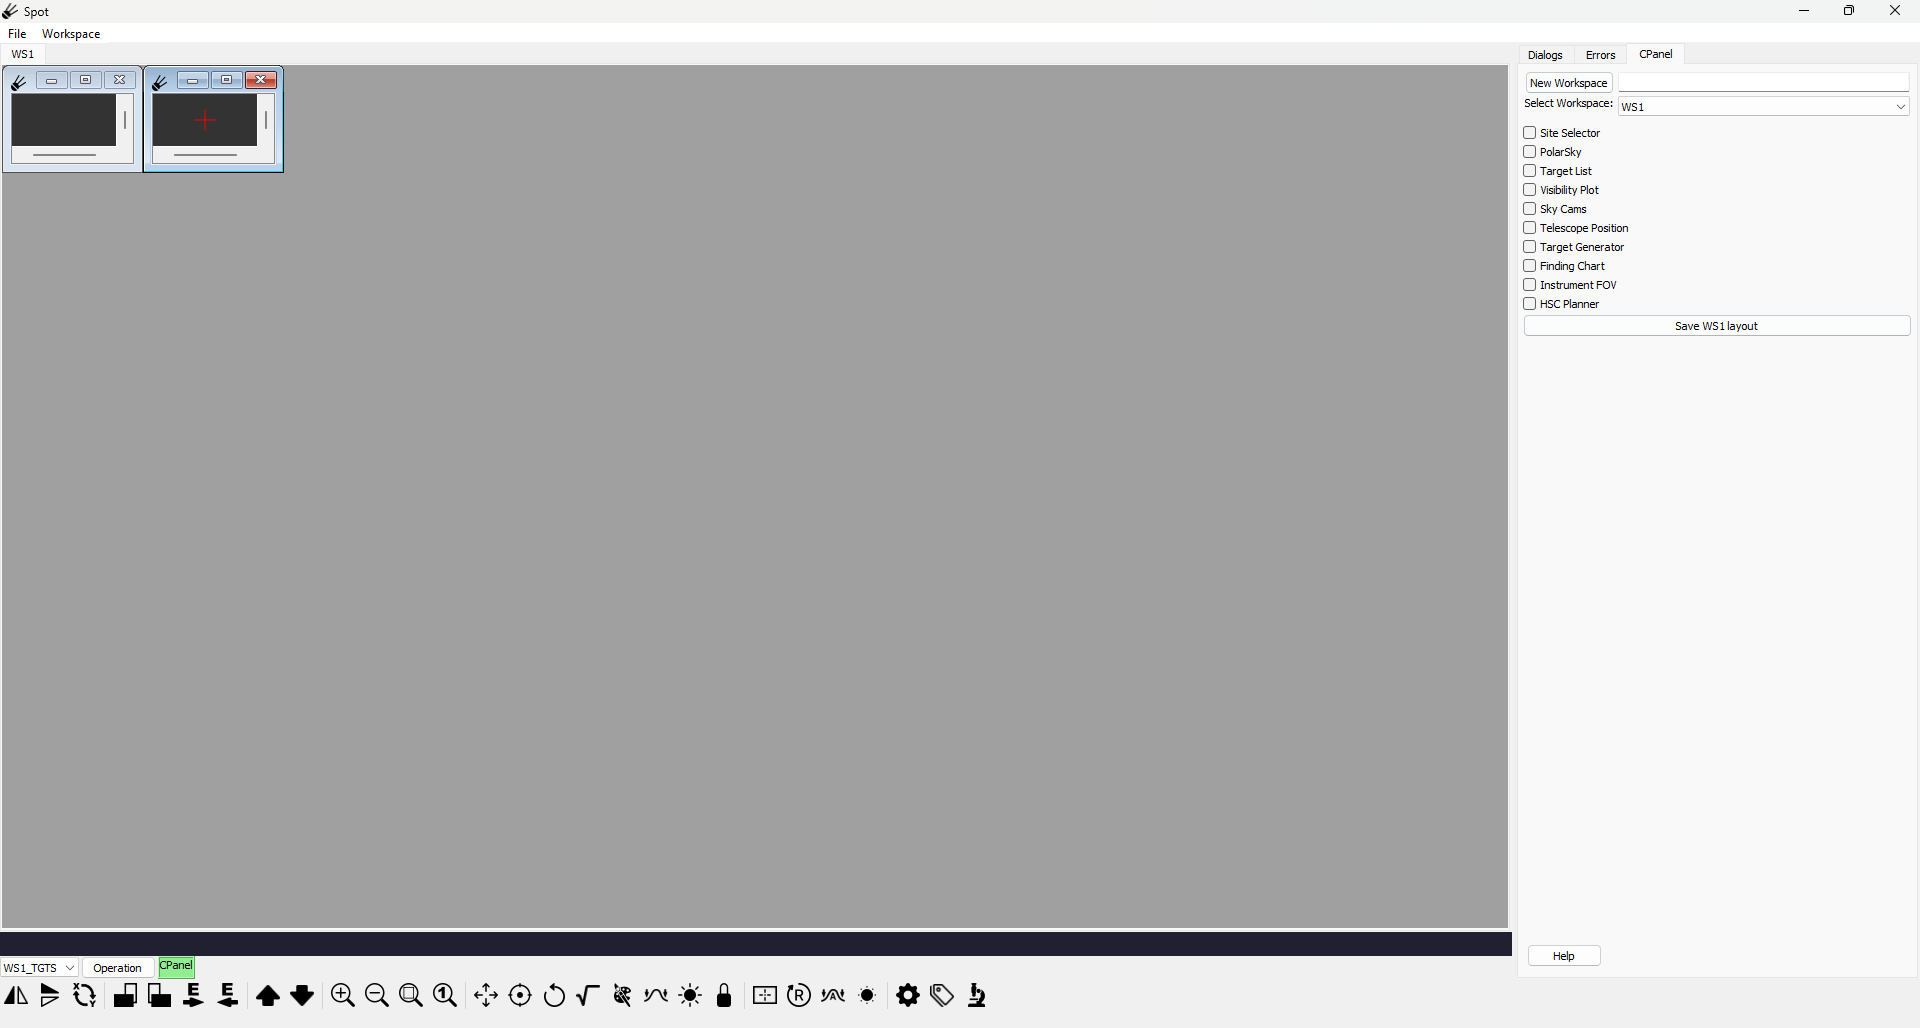 Spot
File Workspace
WS1
Dialogs Errors CPanel
New Workspace
Select Workspace: WS1
Site Selector
PolarSky
Target List
Visibility Plot
Sky Cams
Telescope Position
Target Generator
Finding Chart
Instrument FOV
HSC Planner
Save WS1 layout
Help
WS1_TGTS Operation CPanel
X Y E E 1 R A